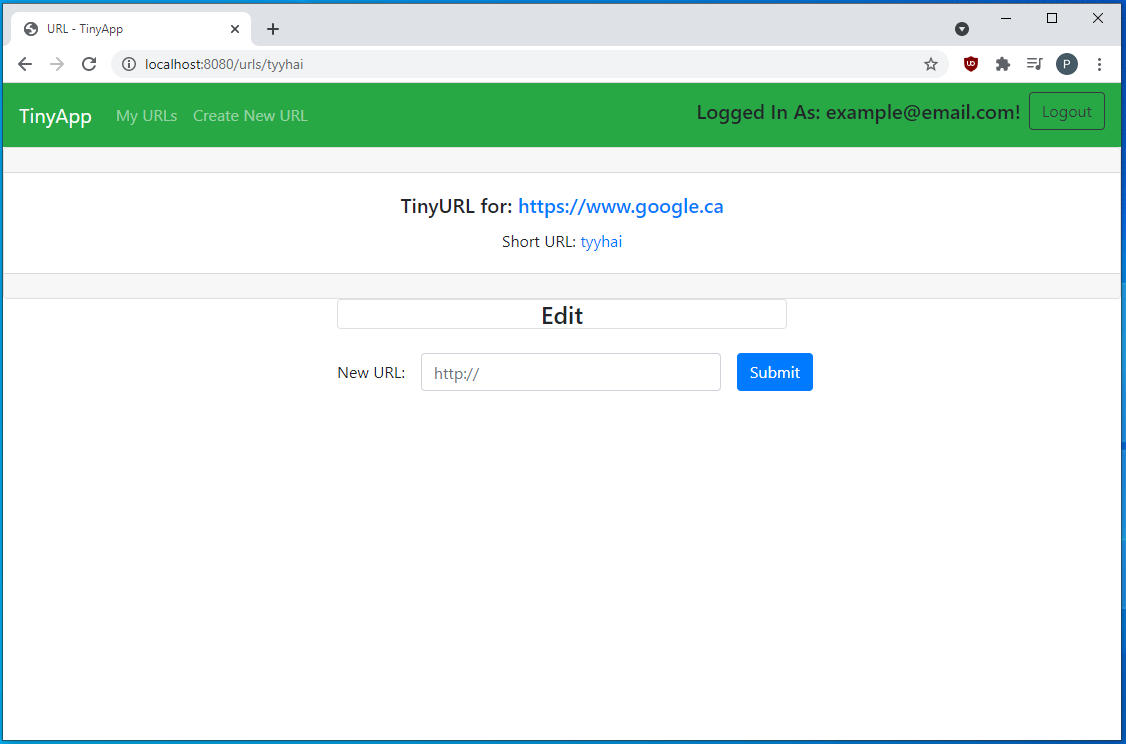 URL - TinyApp
localhost:8080/urls/tyyhai
P
TinyApp My URLs Create New URL Logged In As: example@email.com! Logout
TinyURL for: https://www.google.ca
Short URL: tyyhai
Edit
New URL: http:// Submit